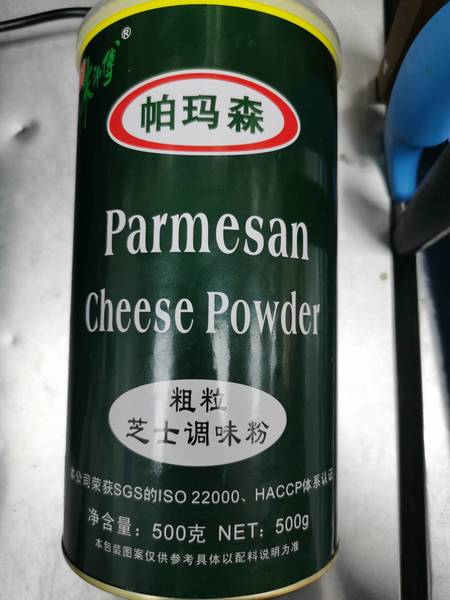 ®
帕玛森
Parmesan
Cheese Powder
粗粒
芝士调味粉
本公司荣获SGS的ISO 22000、HACCP体系认证
净含量：500克 NET：500g
本包装图案仅供参考具体以配料说明为准